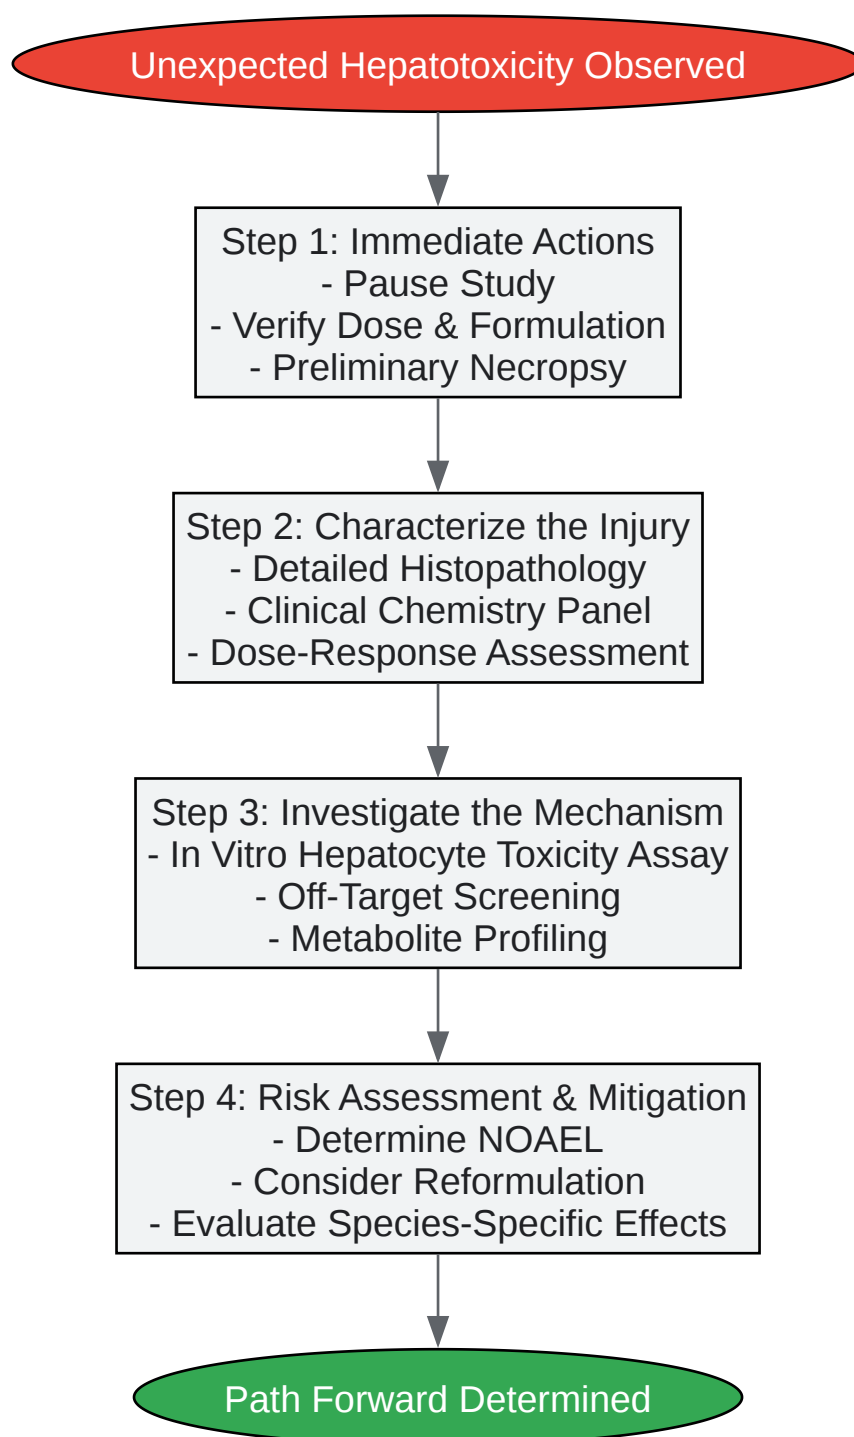 Unexpected Hepatotoxicity Observed
Step 1: Immediate Actions
- Pause Study
- Verify Dose & Formulation
- Preliminary Necropsy
Step 2: Characterize the Injury
- Detailed Histopathology
- Clinical Chemistry Panel
- Dose-Response Assessment
Step 3: Investigate the Mechanism
- In Vitro Hepatocyte Toxicity Assay
- Off-Target Screening
- Metabolite Profiling
Step 4: Risk Assessment & Mitigation
- Determine NOAEL
- Consider Reformulation
- Evaluate Species-Specific Effects
Path Forward Determined